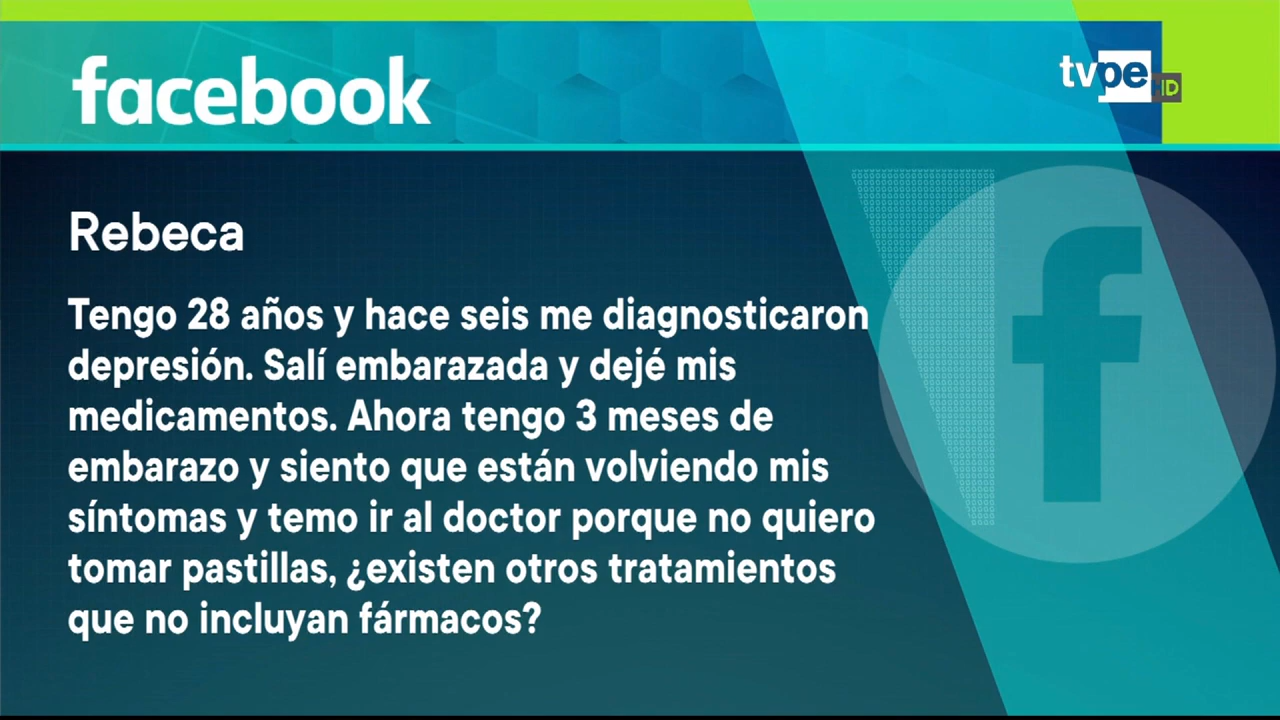 facebook
tvpe HD
Rebeca
Tengo 28 años y hace seis me diagnosticaron
depresión. Salí embarazada y dejé mis
medicamentos. Ahora tengo 3 meses de
embarazo y siento que están volviendo mis
síntomas y temo ir al doctor porque no quiero
tomar pastillas, ¿existen otros tratamientos
que no incluyan fármacos?